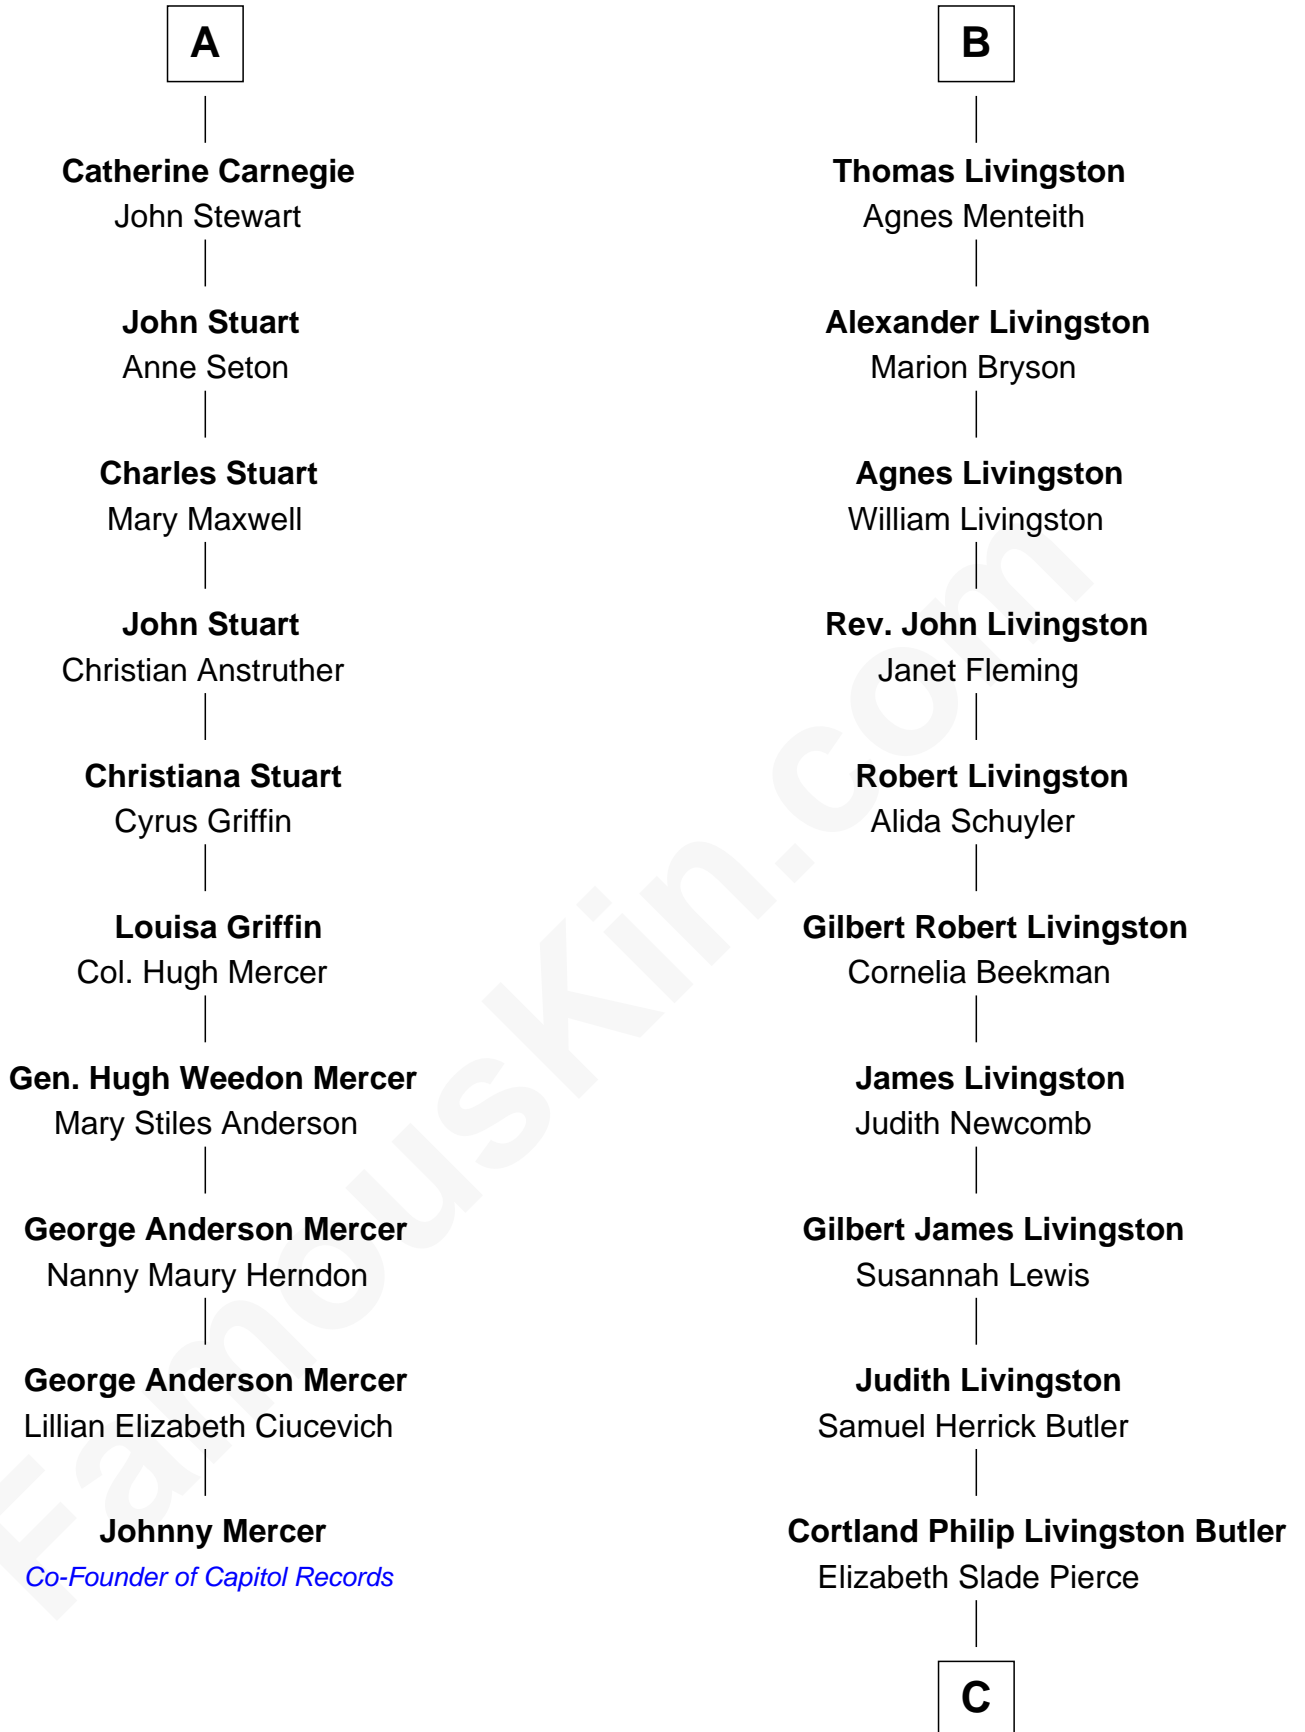 A
Catherine Carnegie
John Stewart
John Stuart
Anne Seton
Charles Stuart
Mary Maxwell
John Stuart
Christian Anstruther
Christiana Stuart
Cyrus Griffin
Louisa Griffin
Col. Hugh Mercer
Gen. Hugh Weedon Mercer
Mary Stiles Anderson
George Anderson Mercer
Nanny Maury Herndon
George Anderson Mercer
Lillian Elizabeth Ciucevich
Johnny Mercer
Co-Founder of Capitol Records
B
Thomas Livingston
Agnes Menteith
Alexander Livingston
Marion Bryson
Agnes Livingston
William Livingston
Rev. John Livingston
Janet Fleming
Robert Livingston
Alida Schuyler
Gilbert Robert Livingston
Cornelia Beekman
James Livingston
Judith Newcomb
Gilbert James Livingston
Susannah Lewis
Judith Livingston
Samuel Herrick Butler
Cortland Philip Livingston Butler
Elizabeth Slade Pierce
C
FamousKin.com